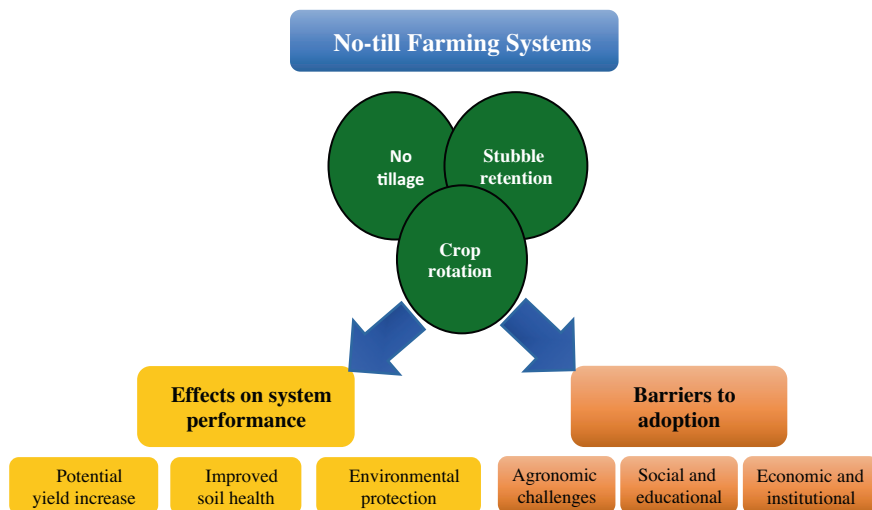 No-till Farming Systems
No
tillage
Stubble
retention
Crop
rotation
Effects on system
performance
Barriers to
adoption
Potential
yield increase
Improved
soil health
Environmental
protection
Agronomic
challenges
Social and
educational
Economic and
institutional